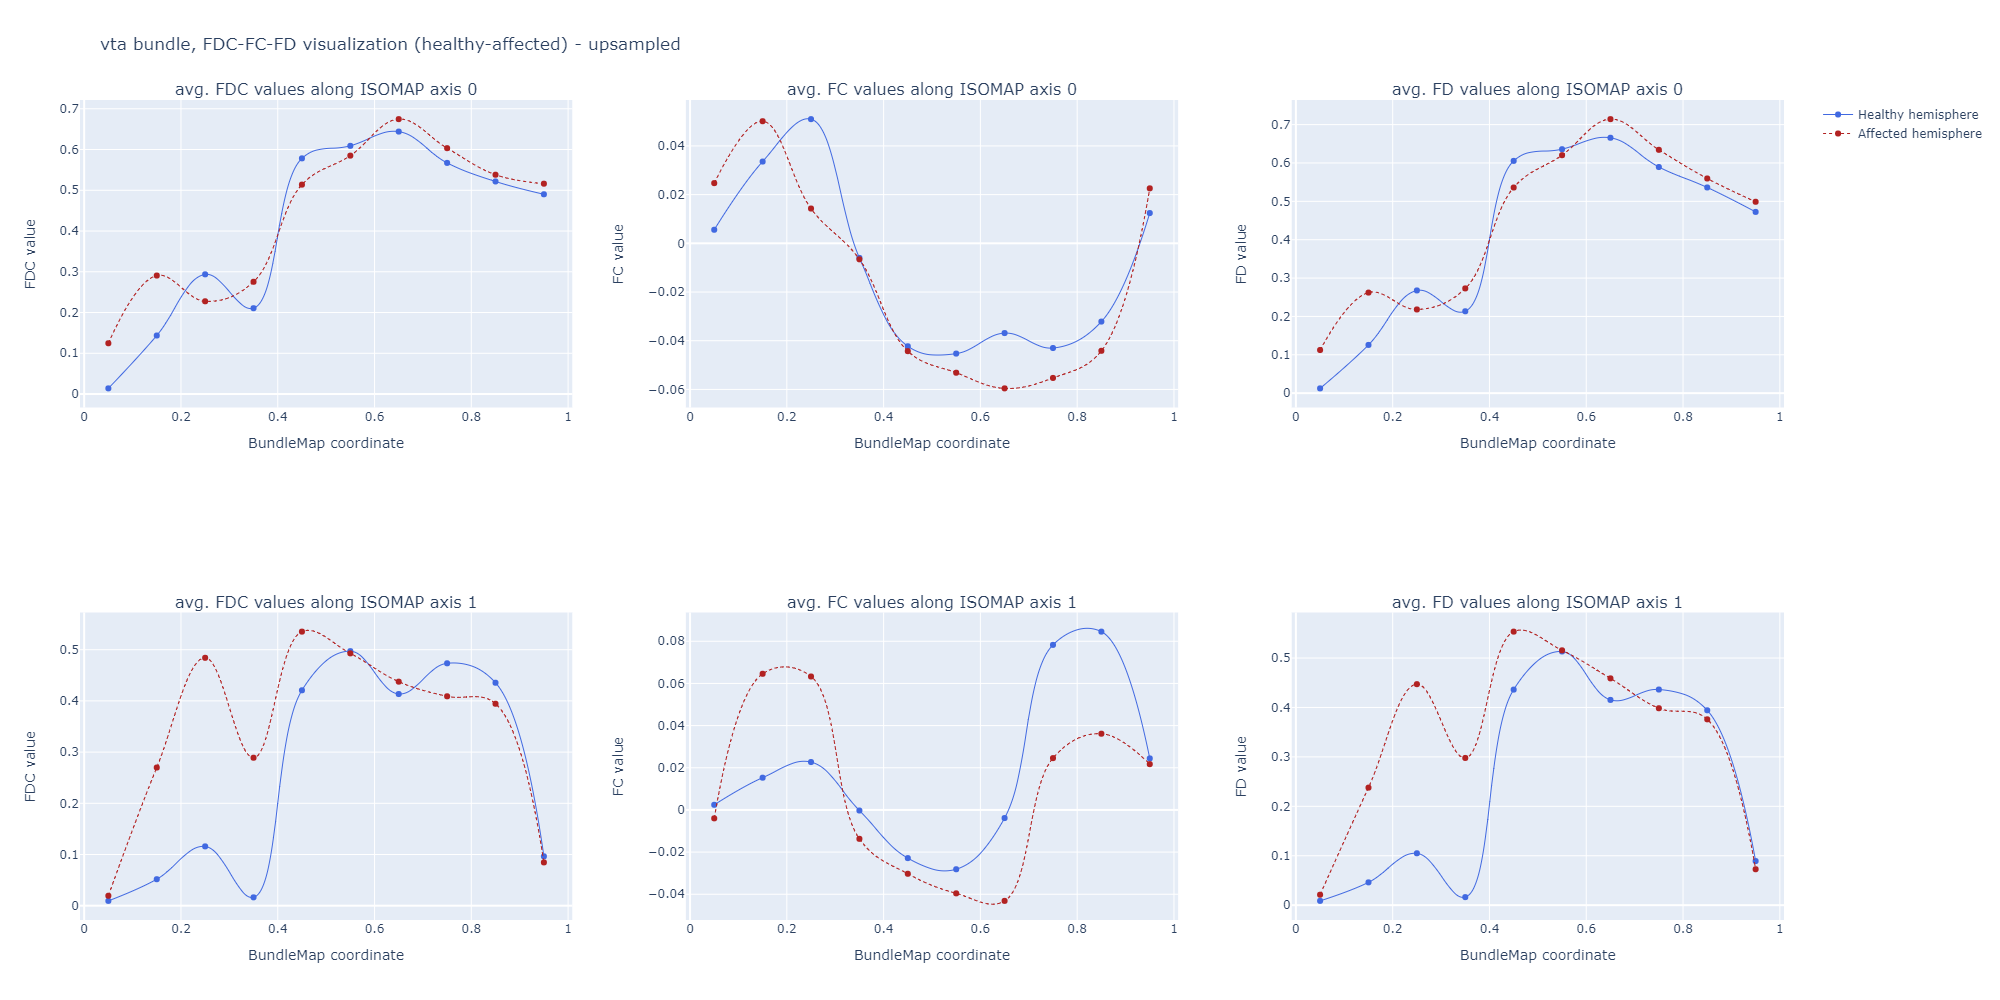 vta bundle, FDC-FC-FD visualization (healthy-affected) - upsampled
avg. FDC values along ISOMAP axis 0
FDC value
0.7
0.6
0.5
0.4
0.3
0.2
0.1
0
0 0.2 0.4 0.6 0.8 1
BundleMap coordinate
avg. FC values along ISOMAP axis 0
FC value
0.04
0.02
0
−0.02
−0.04
−0.06
0 0.2 0.4 0.6 0.8 1
BundleMap coordinate
avg. FD values along ISOMAP axis 0
FD value
0.7
0.6
0.5
0.4
0.3
0.2
0.1
0
0 0.2 0.4 0.6 0.8 1
BundleMap coordinate
Healthy hemisphere
Affected hemisphere
avg. FDC values along ISOMAP axis 1
FDC value
0.5
0.4
0.3
0.2
0.1
0
0 0.2 0.4 0.6 0.8 1
BundleMap coordinate
avg. FC values along ISOMAP axis 1
FC value
0.08
0.06
0.04
0.02
0
−0.02
−0.04
0 0.2 0.4 0.6 0.8 1
BundleMap coordinate
avg. FD values along ISOMAP axis 1
FD value
0.5
0.4
0.3
0.2
0.1
0
0 0.2 0.4 0.6 0.8 1
BundleMap coordinate